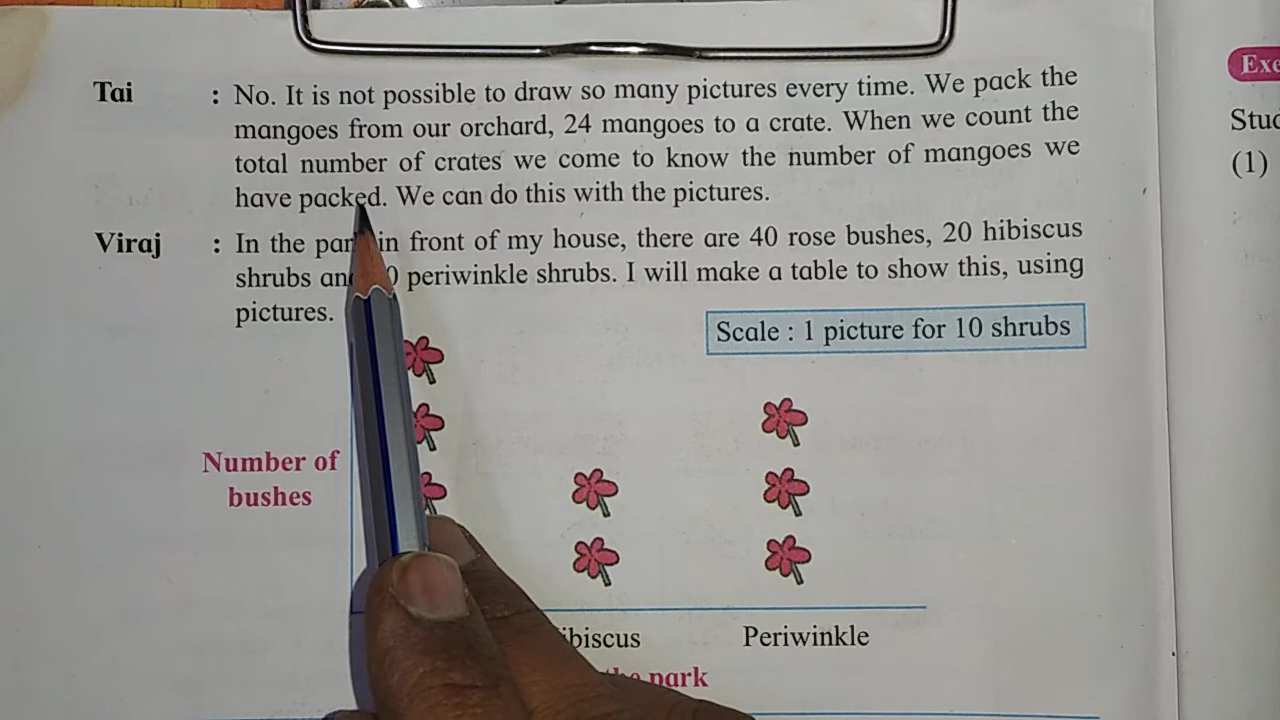 Tai : No. It is not possible to draw so many pictures every time. We pack the
mangoes from our orchard, 24 mangoes to a crate. When we count the
total number of crates we come to know the number of mangoes we
have packed. We can do this with the pictures.
Viraj : In the in front of my house, there are 40 rose bushes, 20 hibiscus
shrubs periwinkle shrubs. I will make a table to show this, using
pictures.
Scale : 1 picture for 10 shrubs
Number of
bushes
Periwinkle
park
(1)